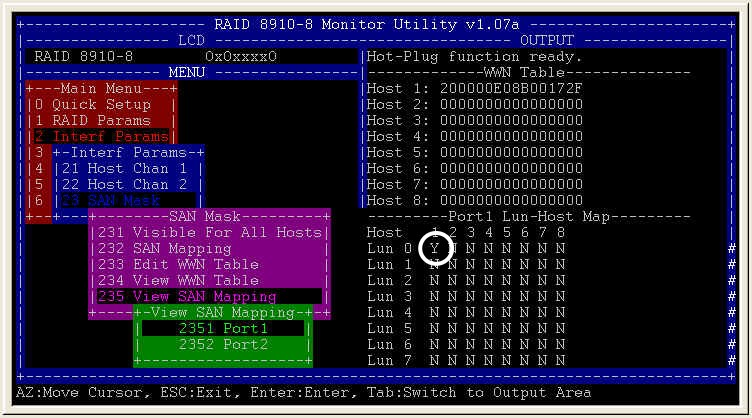 RAID 8910-8 Monitor Utility v1.07a
LCD
RAID 8910-8 OxOxxxxO
MENU
Main Menu
0 Quick Setup
1 RAID Params
2 Interf Params
3
4
5
6
Interf Params
21 Host Chan 1
22 Host Chan 2
23 SAN Mask
SAN Mask
231 Visible For All Hosts
232 SAN Mapping
233 Edit WWN Table
234 View WWN Table
235 View SAN Mapping
View SAN Mapping
2351 Port1
2352 Port2
OUTPUT
Hot-Plug function ready.
WWN Table
Host 1: 200000E08B00172F
Host 2: 0000000000000000
Host 3: 0000000000000000
Host 4: 0000000000000000
Host 5: 0000000000000000
Host 6: 0000000000000000
Host 7: 0000000000000000
Host 8: 0000000000000000
Port1 Lun-Host Map
Host 1 2 3 4 5 6 7 8
Lun 0 Y N N N N N N N #
Lun 1 N N N N N N N N #
Lun 2 N N N N N N N N #
Lun 3 N N N N N N N N #
Lun 4 N N N N N N N N #
Lun 5 N N N N N N N N #
Lun 6 N N N N N N N N #
Lun 7 N N N N N N N N #
AZ:Move Cursor, ESC:Exit, Enter:Enter, Tab:Switch to Output Area